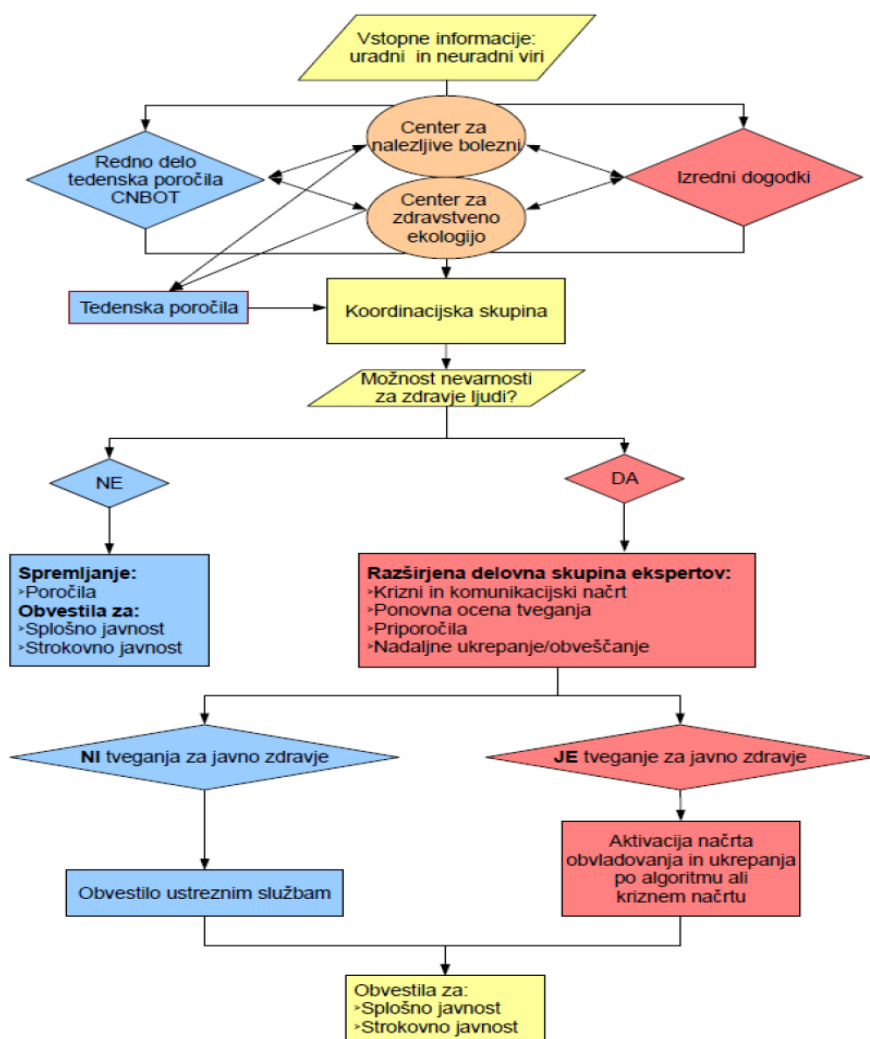 Vstopne informacije:
uradni in neuradni viri
Center za
nalezljive bolezni
Redno delo
tedenska poročila
CNBOT
Izredni dogodki
Center za
zdravstveno
ekologijo
Tedenska poročila
Koordinacijska skupina
Možnost nevarnosti
za zdravje ljudi?
NE
DA
Spremljanje:
➢Poročila
Obvestila za:
➢Splošno javnost
➢Strokovno javnost
Razširjena delovna skupina ekspertov:
➢Krizni in komunikacijski načrt
➢Ponovna ocena tveganja
➢Priporočila
➢Nadaljne ukrepanje/obveščanje
NI tveganja za javno zdravje
JE tveganje za javno zdravje
Obvestilo ustreznim službam
Aktivacija načrta
obvladovanja in ukrepanja
po algoritmu ali
kriznem načrtu
Obvestila za:
➢Splošno javnost
➢Strokovno javnost